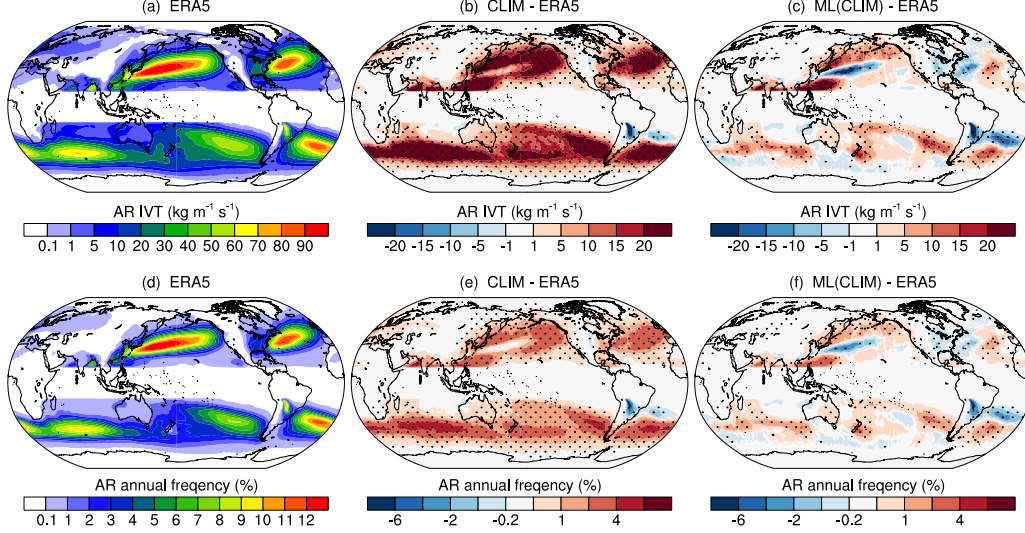 (a) ERA5
(b) CLIM - ERA5
(c) ML(CLIM) - ERA5
AR IVT (kg m⁻¹ s⁻¹)
0.1 1 5 10 20 30 40 50 60 70 80 90
AR IVT (kg m⁻¹ s⁻¹)
-20 -15 -10 -5 -1 1 5 10 15 20
AR IVT (kg m⁻¹ s⁻¹)
-20 -15 -10 -5 -1 1 5 10 15 20
(d) ERA5
(e) CLIM - ERA5
(f) ML(CLIM) - ERA5
AR annual freqency (%)
0.1 1 2 3 4 5 6 7 8 9 10 11 12
AR annual freqency (%)
-6 -2 -0.2 1 4
AR annual freqency (%)
-6 -2 -0.2 1 4